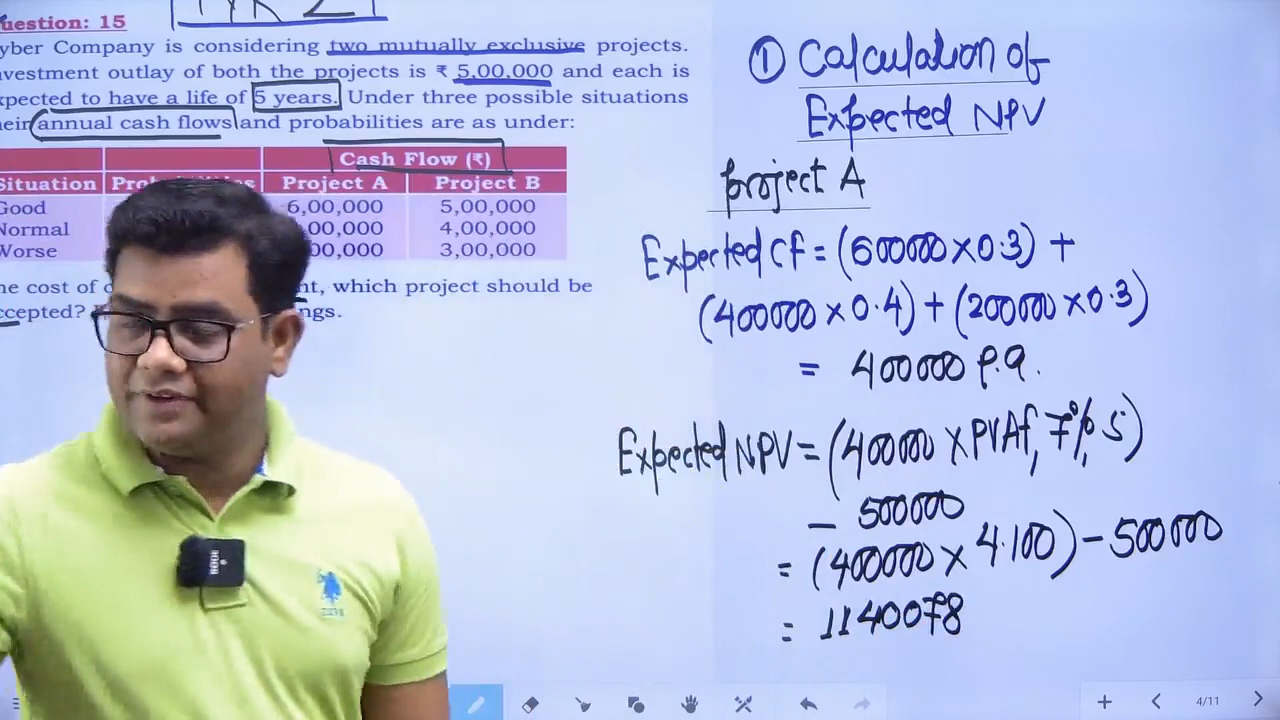 uestion: 15
yber Company is considering two mutually exclusive projects.
nvestment outlay of both the projects is ₹ 5,00,000 and each is
xpected to have a life of 5 years. Under three possible situations
heir annual cash flows and probabilities are as under:
Cash Flow (₹)
Situation Project A Project B
Good 6,00,000 5,00,000
Normal 00,000 4,00,000
Worse 00,000 3,00,000
he cost of nt, which project should be
ccepted? ngs.
① Calculation of
Expected NPV
project A
Expected Cf = (600000 × 0.3) +
(400000 × 0.4) + (200000 × 0.3)
= 400000 P.a.
Expected NPV = (400000 × PVAf, 7%, 5)
- 500000
= (400000 × 4.100) - 500000
= 1140078
4/11